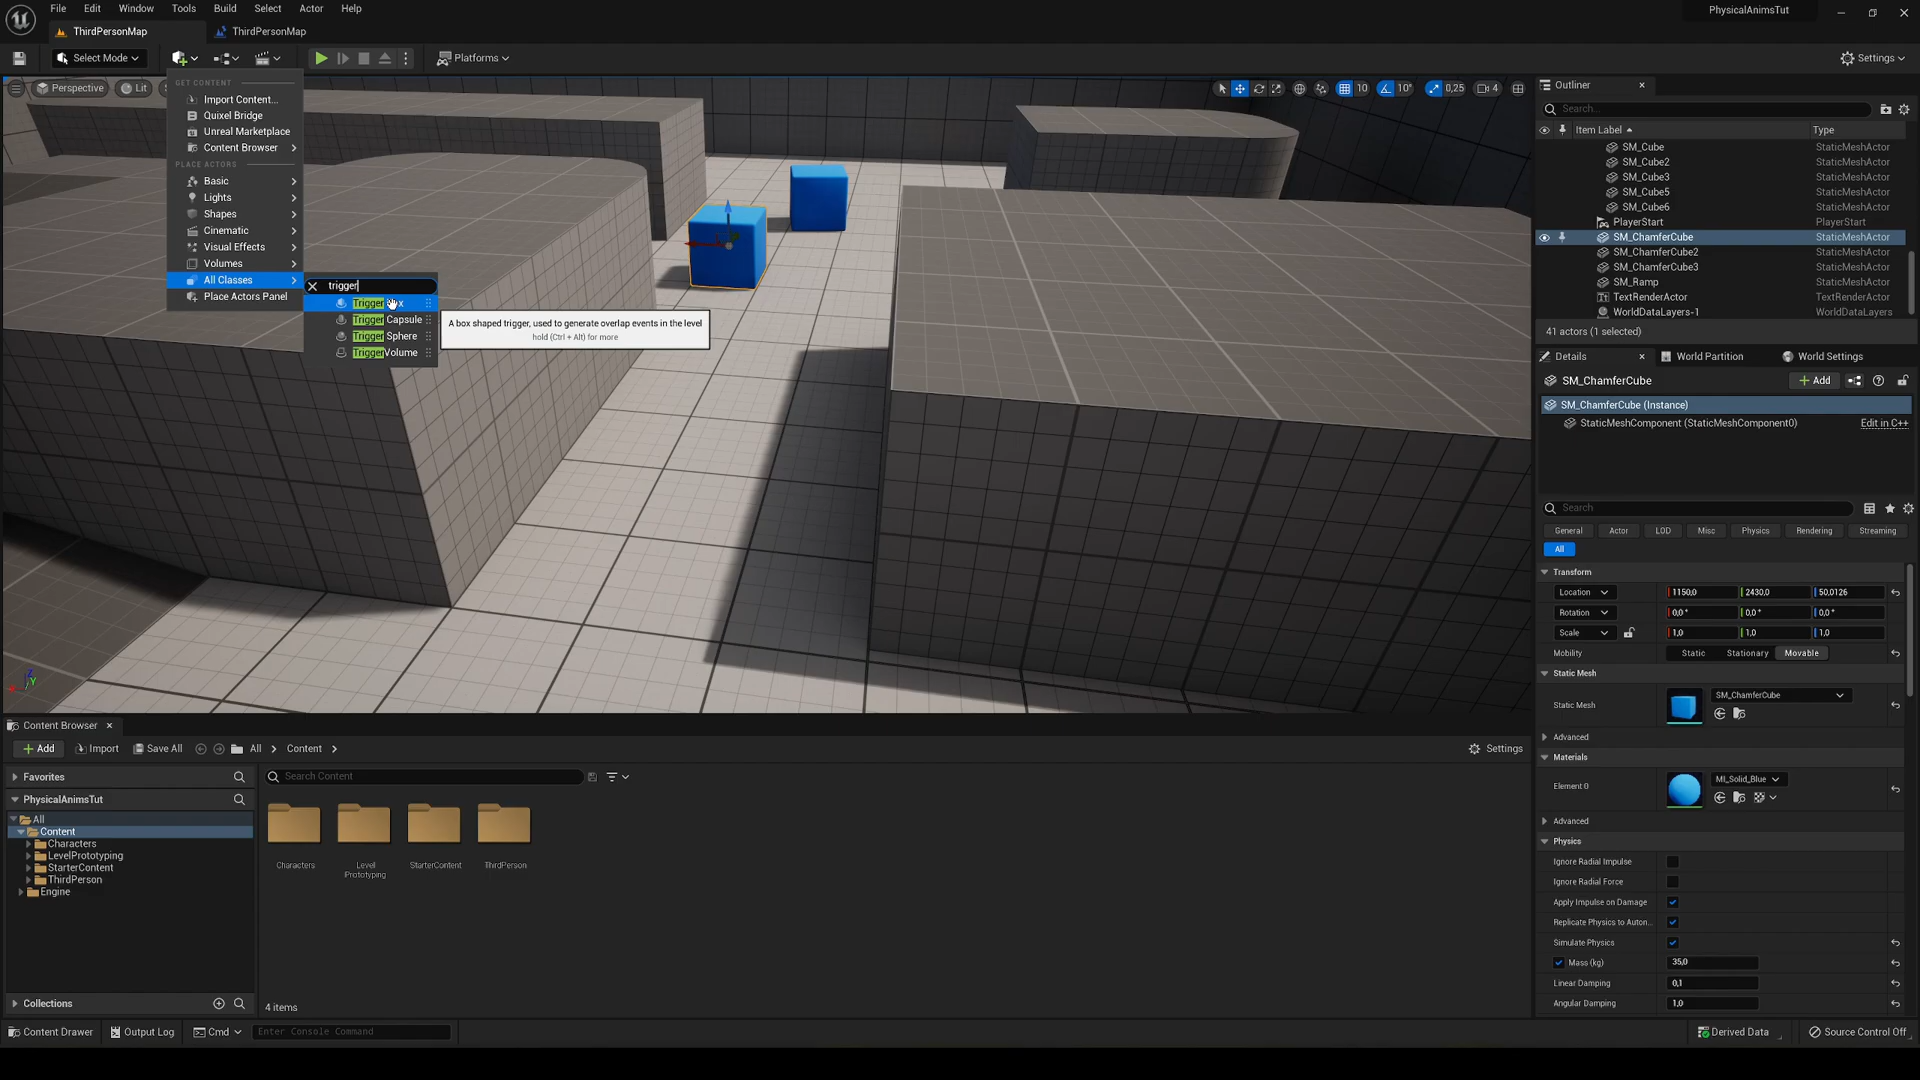 File Edit Window Tools Build Select Actor Help
PhysicalAnimsTut
ThirdPersonMap
ThirdPersonMap
Select Mode
Platforms
Settings
GET CONTENT
Import Content...
Quixel Bridge
Unreal Marketplace
Content Browser
PLACE ACTORS
Basic
Lights
Shapes
Cinematic
Visual Effects
Volumes
All Classes
Place Actors Panel
trigger
Trigger
Trigger Capsule
Trigger Sphere
TriggerVolume
A box shaped trigger, used to generate overlap events in the level
hold (Ctrl + Alt) for more
Perspective
Lit
10
10°
0,25
4
Outliner
Search...
Item Label
Type
SM_Cube StaticMeshActor
SM_Cube2 StaticMeshActor
SM_Cube3 StaticMeshActor
SM_Cube5 StaticMeshActor
SM_Cube6 StaticMeshActor
PlayerStart PlayerStart
SM_ChamferCube StaticMeshActor
SM_ChamferCube2 StaticMeshActor
SM_ChamferCube3 StaticMeshActor
SM_Ramp StaticMeshActor
TextRenderActor TextRenderActor
WorldDataLayers-1 WorldDataLayers
41 actors (1 selected)
Details
World Partition
World Settings
SM_ChamferCube
Add
SM_ChamferCube (Instance)
StaticMeshComponent (StaticMeshComponent0)
Edit in C++
Search
General Actor LOD Misc Physics Rendering Streaming
All
Transform
Location 1150,0 2430,0 50,0126
Rotation 0,0 ° 0,0 ° 0,0 °
Scale 1,0 1,0 1,0
Mobility Static Stationary Movable
Static Mesh
Static Mesh SM_ChamferCube
Advanced
Materials
Element 0 MI_Solid_Blue
Advanced
Physics
Ignore Radial Impulse
Ignore Radial Force
Apply Impulse on Damage
Replicate Physics to Auton...
Simulate Physics
Mass (kg) 35,0
Linear Damping 0,1
Angular Damping 1,0
Content Browser
Add Import Save All All Content
Settings
Favorites
PhysicalAnimsTut
All
Content
Characters
LevelPrototyping
StarterContent
ThirdPerson
Engine
Collections
Search Content
Characters
Level
Prototyping
StarterContent
ThirdPerson
4 items
Content Drawer
Output Log
Cmd
Enter Console Command
Derived Data
Source Control Off
Z
Y